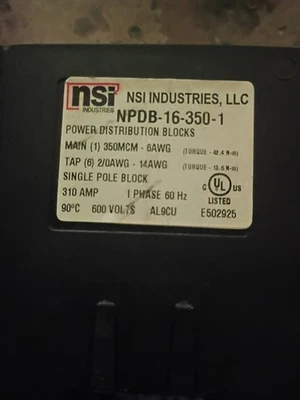 nsi INDUSTRIES NSI INDUSTRIES, LLC
NPDB-16-350-1
POWER DISTRIBUTION BLOCKS
MAIN (1) 350MCM - 6AWG (TORQUE - 42,4 N-m)
TAP (6) 2/0AWG - 14AWG (TORQUE - 13,6 N-m)
SINGLE POLE BLOCK
310 AMP 1 PHASE 60 Hz
c UL US LISTED
90°C 600 VOLTS AL9CU E502925